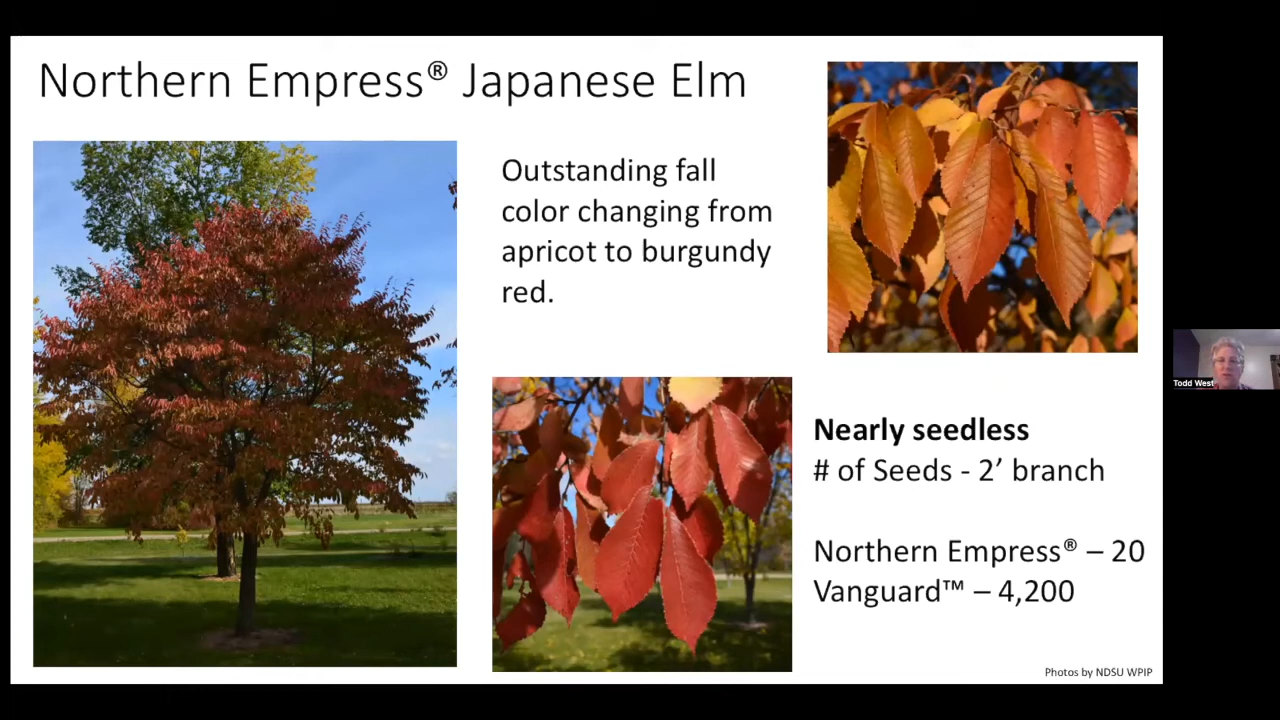 Northern Empress® Japanese Elm
Outstanding fall
color changing from
apricot to burgundy
red.
Nearly seedless
# of Seeds - 2’ branch
Northern Empress® – 20
Vanguard™ – 4,200
Photos by NDSU WPIP
Todd West